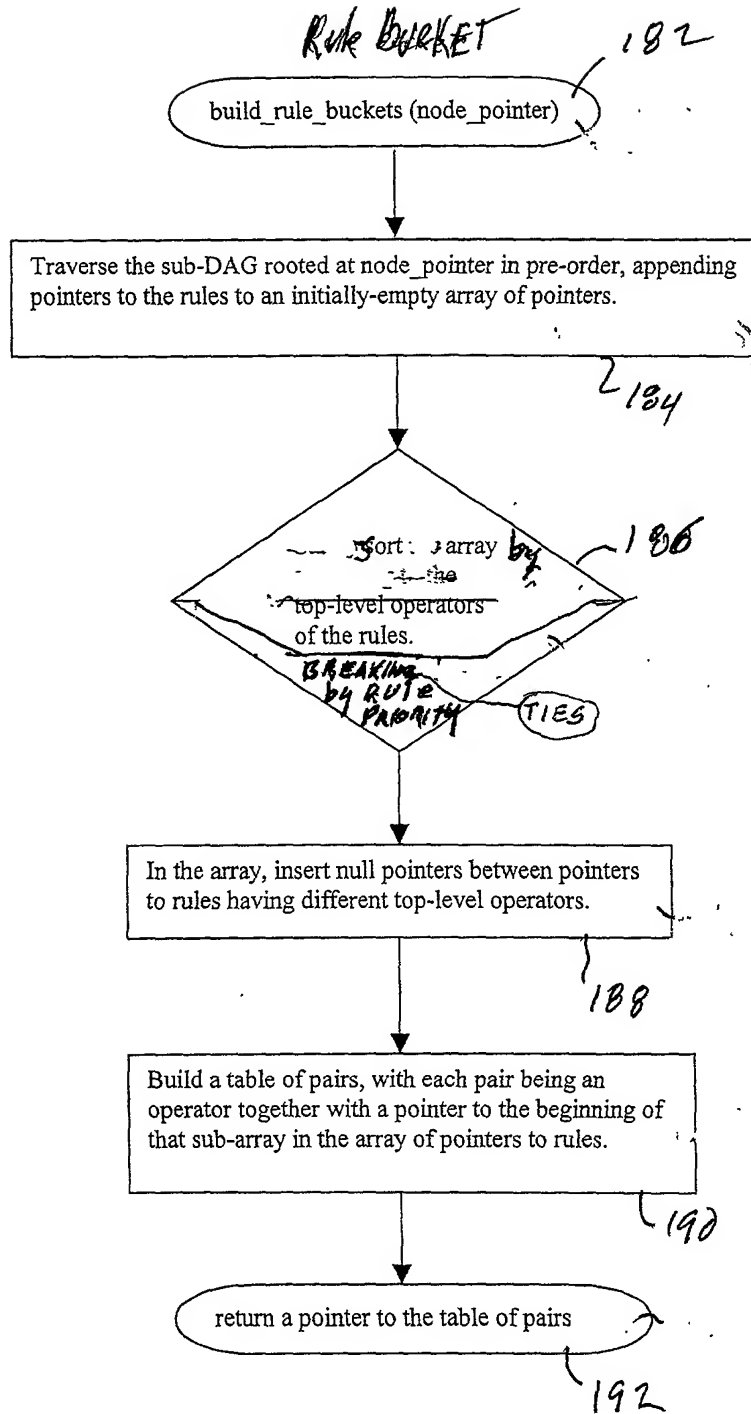 Rule BUCKET
182
build_rule_buckets (node_pointer)
Traverse the sub-DAG rooted at node_pointer in pre-order, appending
pointers to the rules to an initially-empty array of pointers.
184
sort array by
the
top-level operators
of the rules.
186
BREAKING
by RULE
PRIORITY
TIES
In the array, insert null pointers between pointers
to rules having different top-level operators.
188
Build a table of pairs, with each pair being an
operator together with a pointer to the beginning of
that sub-array in the array of pointers to rules.
190
return a pointer to the table of pairs
192